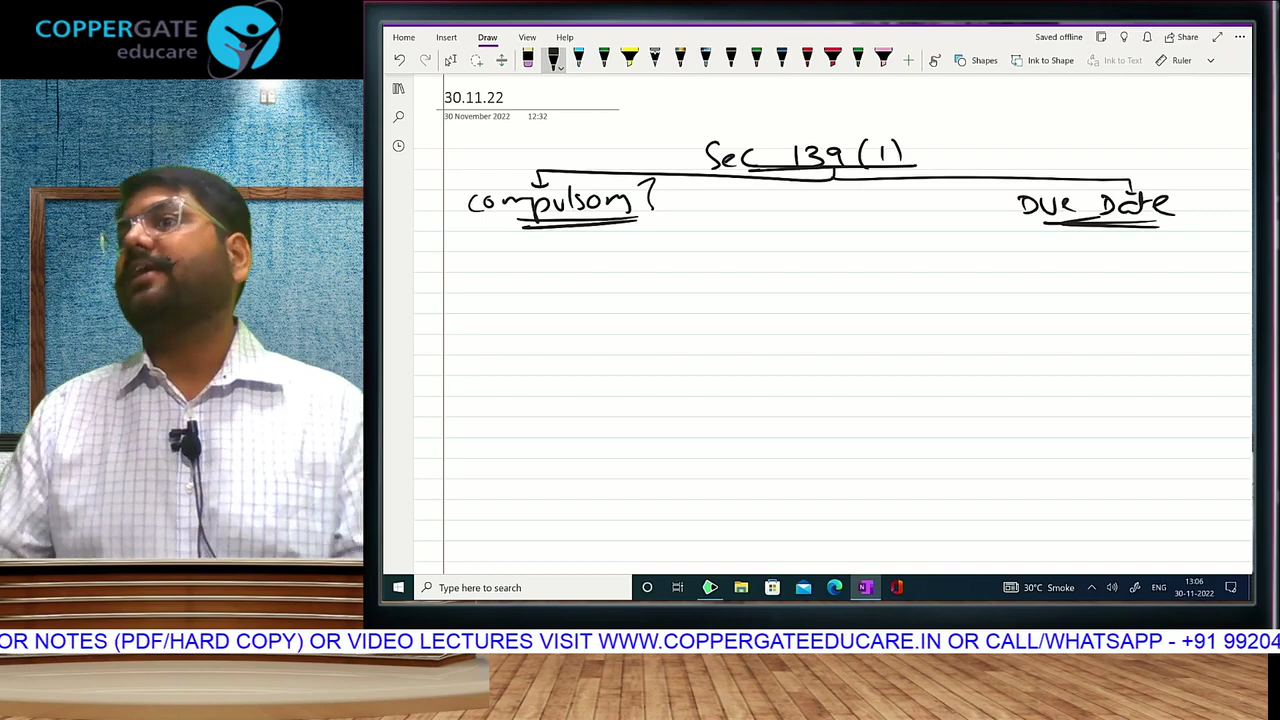 COPPERGATE
educare
Home Insert Draw View Help
Saved offline
Share
Shapes
Ink to Shape
Ink to Text
Ruler
30.11.22
30 November 2022 12:32
Sec 139 (1)
Compulsory?
Due Date
Type here to search
30°C Smoke
ENG
13:06
30-11-2022
OR NOTES (PDF/HARD COPY) OR VIDEO LECTURES VISIT WWW.COPPERGATEEDUCARE.IN OR CALL/WHATSAPP - +91 99204